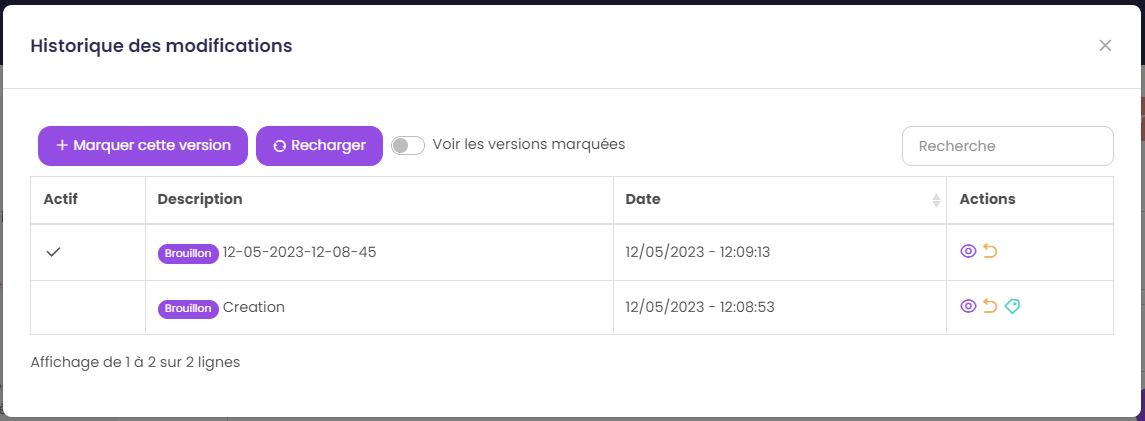 Historique des modifications
Marquer cette version Recharger Voir les versions marquées Recherche
Actif Description Date Actions
Brouillon 12-05-2023-12-08-45 12/05/2023 - 12:09:13
Brouillon Creation 12/05/2023 - 12:08:53
Affichage de 1 à 2 sur 2 lignes